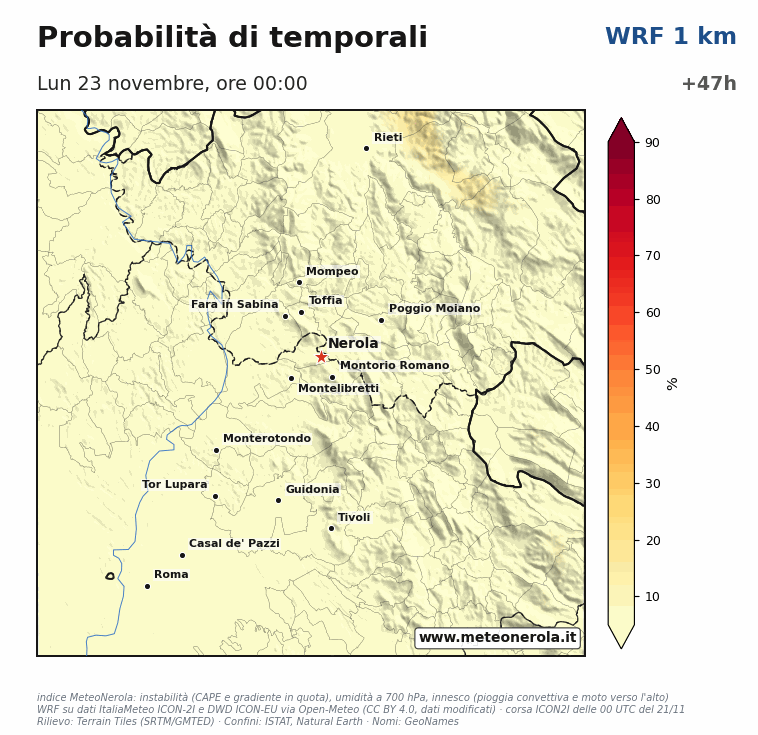 Probabilità di temporali
WRF 1 km
Lun 23 novembre, ore 00:00
+47h
Rieti
Mompeo
Toffia
Fara in Sabina
Poggio Moiano
Nerola
Montorio Romano
Montelibretti
Monterotondo
Tor Lupara
Guidonia
Tivoli
Casal de' Pazzi
Roma
www.meteonerola.it
90
80
70
60
50
40
30
20
10
%
indice MeteoNerola: instabilità (CAPE e gradiente in quota), umidità a 700 hPa, innesco (pioggia convettiva e moto verso l'alto)
WRF su dati ItaliaMeteo ICON-2I e DWD ICON-EU via Open-Meteo (CC BY 4.0, dati modificati) · corsa ICON2I delle 00 UTC del 21/11
Rilievo: Terrain Tiles (SRTM/GMTED) · Confini: ISTAT, Natural Earth · Nomi: GeoNames